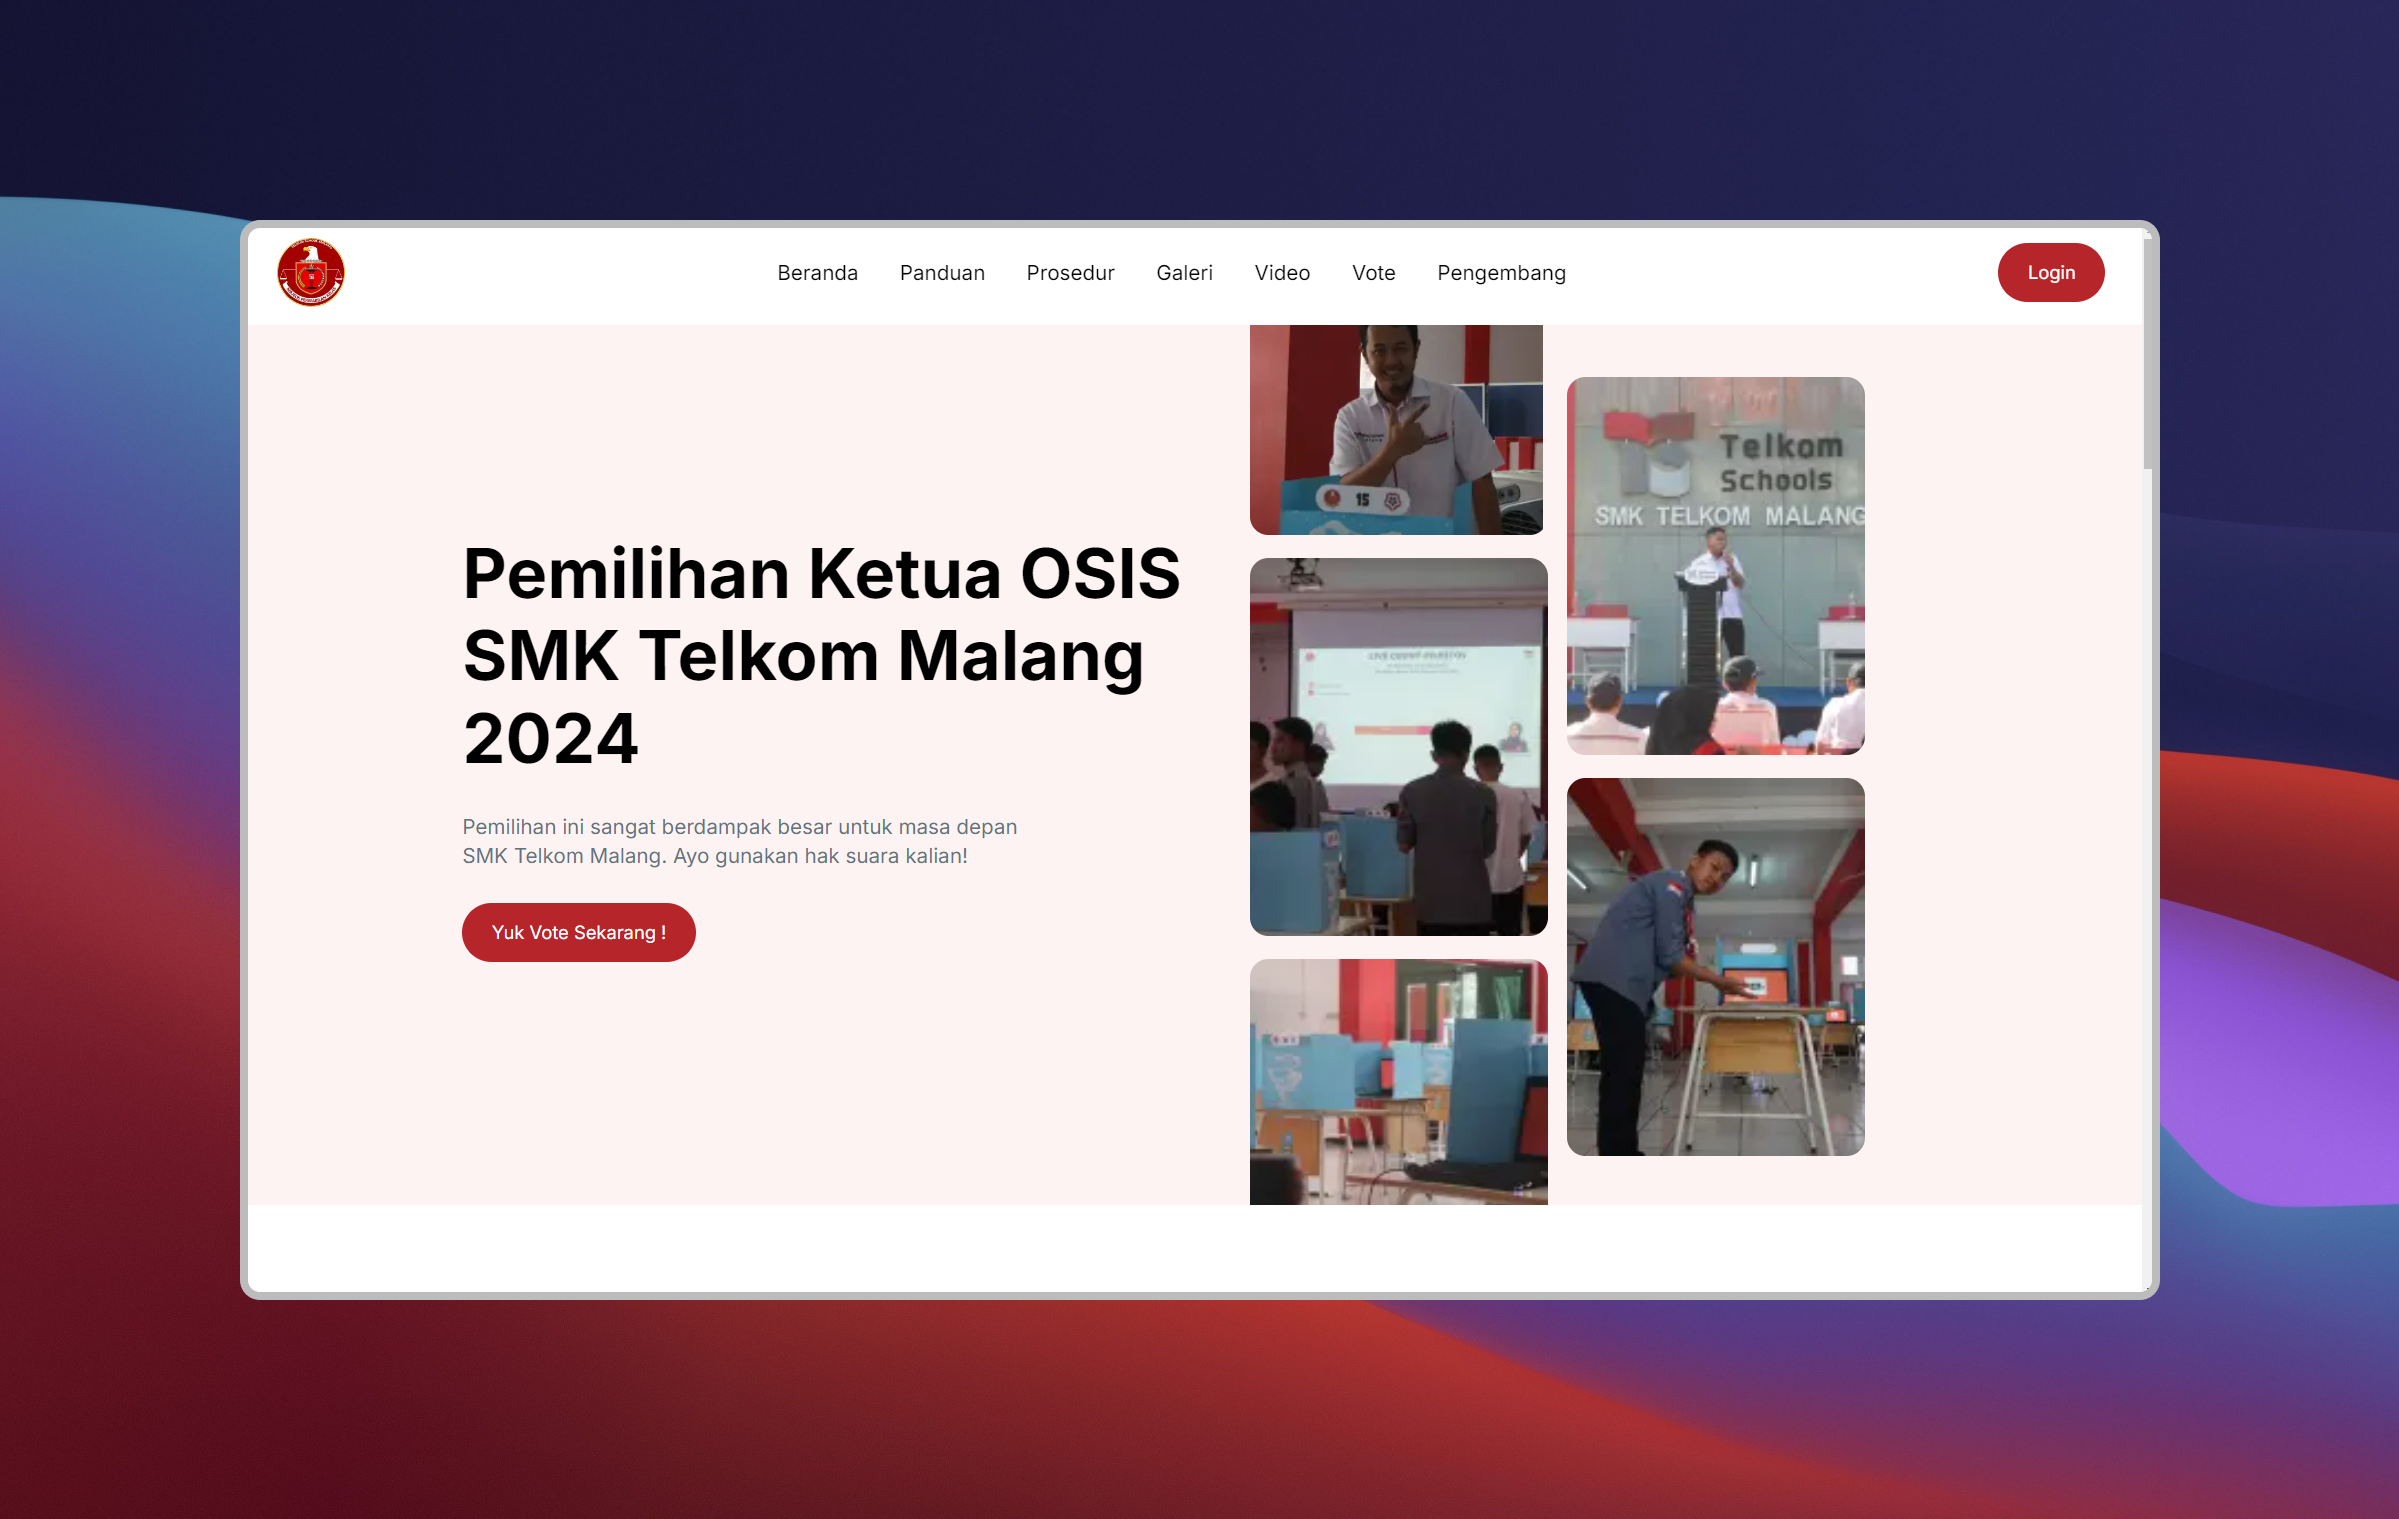 Beranda
Panduan
Prosedur
Galeri
Video
Vote
Pengembang
Login
Pemilihan Ketua OSIS
SMK Telkom Malang
2024
Pemilihan ini sangat berdampak besar untuk masa depan
SMK Telkom Malang. Ayo gunakan hak suara kalian!
Yuk Vote Sekarang !
15
Telkom
Schools
SMK TELKOM MALANG